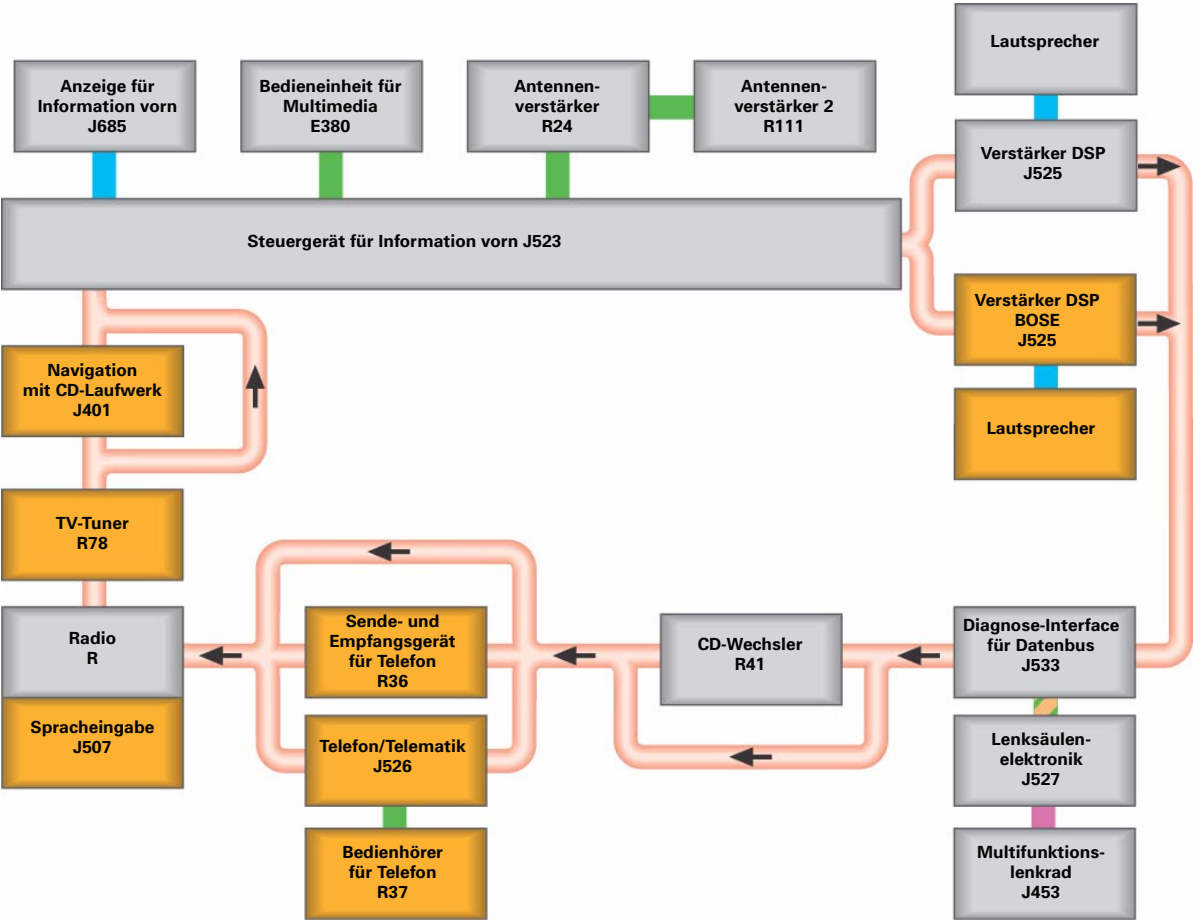 Lautsprecher
Anzeige für
Information vorn
J685
Bedieneinheit für
Multimedia
E380
Antennen-
verstärker
R24
Antennen-
verstärker 2
R111
Verstärker DSP
J525
Steuergerät für Information vorn J523
Verstärker DSP
BOSE
J525
Navigation
mit CD-Laufwerk
J401
Lautsprecher
TV-Tuner
R78
Radio
R
Sende- und
Empfangsgerät
für Telefon
R36
CD-Wechsler
R41
Diagnose-Interface
für Datenbus
J533
Spracheingabe
J507
Telefon/Telematik
J526
Lenksäulen-
elektronik
J527
Bedienhörer
für Telefon
R37
Multifunktions-
lenkrad
J453